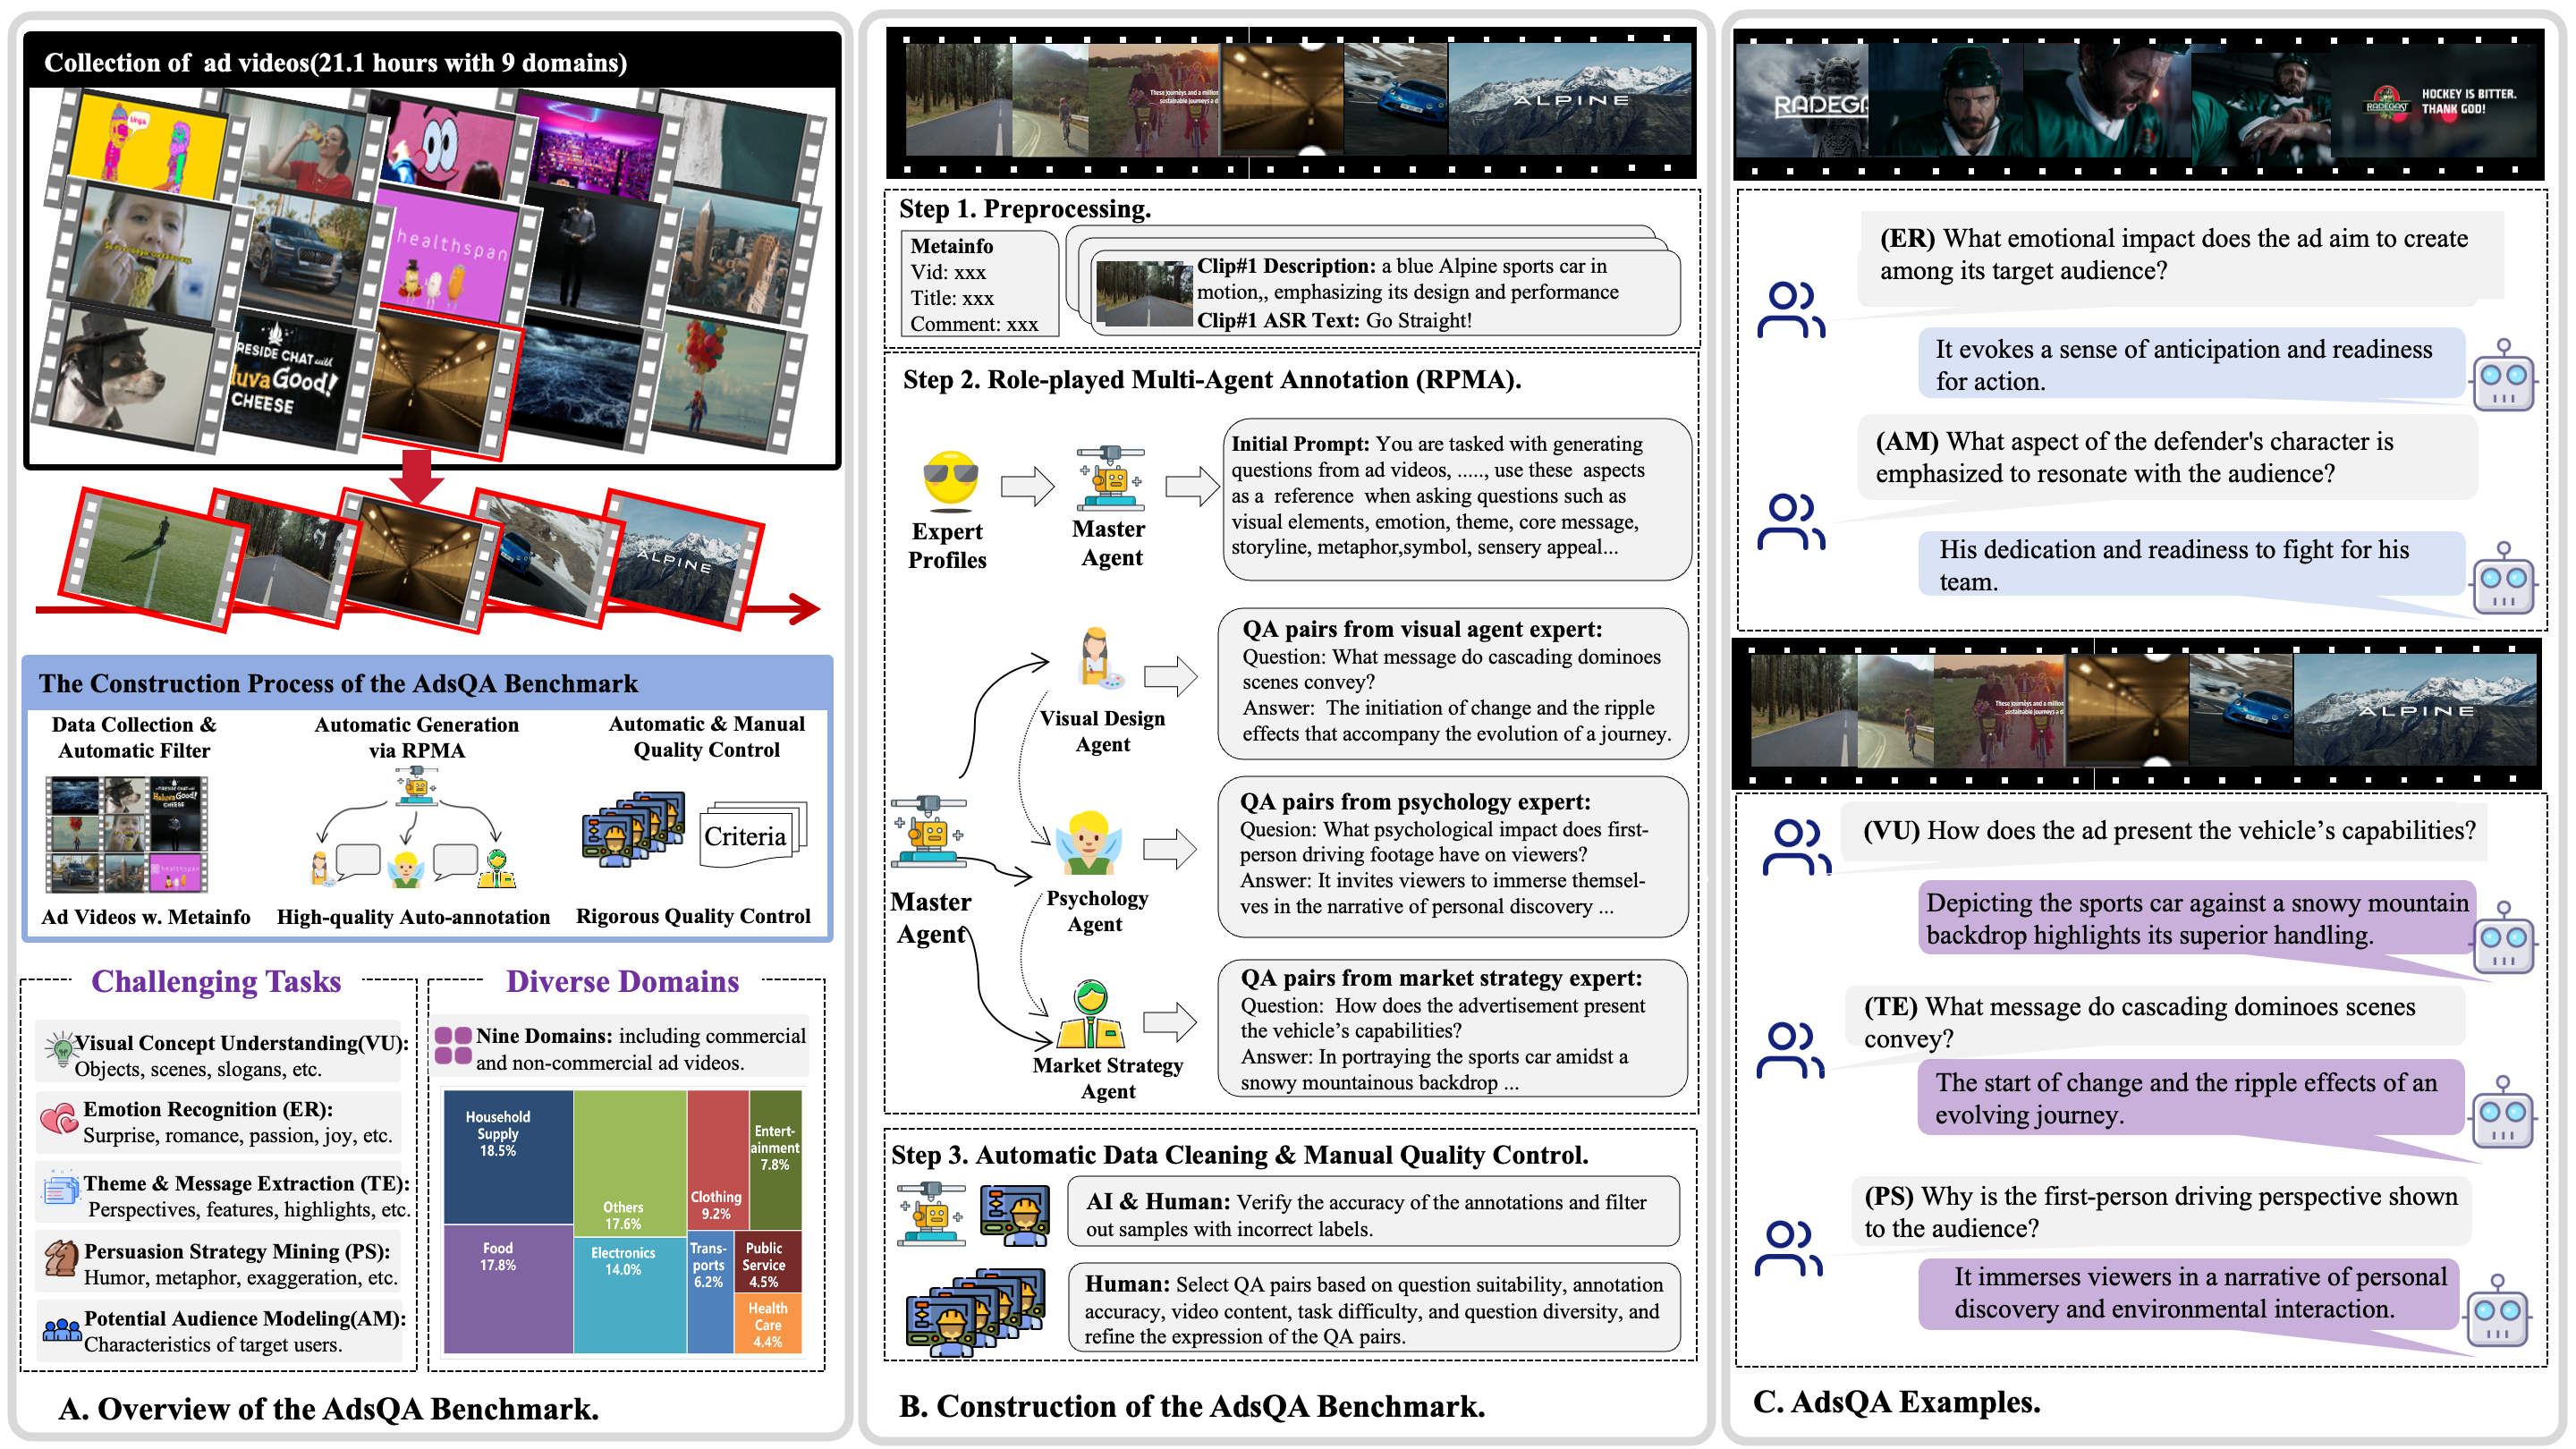 Collection of ad videos(21.1 hours with 9 domains)
healthspan
RESIDE CHAT with
luvaGood!
CHEESE
ALPINE
The Construction Process of the AdsQA Benchmark
Data Collection &
Automatic Filter
Automatic Generation
via RPMA
Automatic & Manual
Quality Control
Criteria
Ad Videos w. Metainfo
High-quality Auto-annotation
Rigorous Quality Control
Challenging Tasks
Visual Concept Understanding(VU):
Objects, scenes, slogans, etc.
Emotion Recognition (ER):
Surprise, romance, passion, joy, etc.
Theme & Message Extraction (TE):
Perspectives, features, highlights, etc.
Persuasion Strategy Mining (PS):
Humor, metaphor, exaggeration, etc.
Potential Audience Modeling(AM):
Characteristics of target users.
Diverse Domains
Nine Domains: including commercial
and non-commercial ad videos.
Household
Supply
18.5%
Others
17.6%
Clothing
9.2%
Entert-
ainment
7.8%
Food
17.8%
Electronics
14.0%
Trans-
ports
6.2%
Public
Service
4.5%
Health
Care
4.4%
A. Overview of the AdsQA Benchmark.
These journeys and a million
sustainable journeys a d
ALPINE
Step 1. Preprocessing.
Metainfo
Vid: xxx
Title: xxx
Comment: xxx
Clip#1 Description: a blue Alpine sports car in
motion,, emphasizing its design and performance
Clip#1 ASR Text: Go Straight!
Step 2. Role-played Multi-Agent Annotation (RPMA).
Expert
Profiles
Master
Agent
Initial Prompt: You are tasked with generating
questions from ad videos, ......, use these aspects
as a reference when asking questions such as
visual elements, emotion, theme, core message,
storyline, metaphor,symbol, sensery appeal...
Master
Agent
Visual Design
Agent
QA pairs from visual agent expert:
Question: What message do cascading dominoes
scenes convey?
Answer: The initiation of change and the ripple
effects that accompany the evolution of a journey.
Psychology
Agent
QA pairs from psychology expert:
Quesion: What psychological impact does first-
person driving footage have on viewers?
Answer: It invites viewers to immerse themsel-
ves in the narrative of personal discovery ...
Market Strategy
Agent
QA pairs from market strategy expert:
Question: How does the advertisement present
the vehicle’s capabilities?
Answer: In portraying the sports car amidst a
snowy mountainous backdrop ...
Step 3. Automatic Data Cleaning & Manual Quality Control.
AI & Human: Verify the accuracy of the annotations and filter
out samples with incorrect labels.
Human: Select QA pairs based on question suitability, annotation
accuracy, video content, task difficulty, and question diversity, and
refine the expression of the QA pairs.
B. Construction of the AdsQA Benchmark.
RADEGA
RADEGAST
HOCKEY IS BITTER.
THANK GOD!
(ER) What emotional impact does the ad aim to create
among its target audience?
It evokes a sense of anticipation and readiness
for action.
(AM) What aspect of the defender's character is
emphasized to resonate with the audience?
His dedication and readiness to fight for his
team.
These journeys and a million
sustainable journeys a d
ALPINE
(VU) How does the ad present the vehicle’s capabilities?
Depicting the sports car against a snowy mountain
backdrop highlights its superior handling.
(TE) What message do cascading dominoes scenes
convey?
The start of change and the ripple effects of an
evolving journey.
(PS) Why is the first-person driving perspective shown
to the audience?
It immerses viewers in a narrative of personal
discovery and environmental interaction.
C. AdsQA Examples.